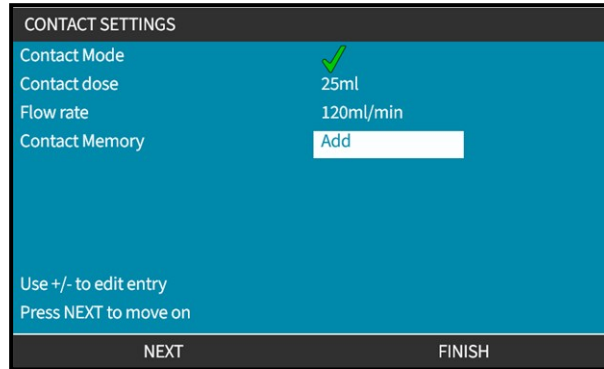 CONTACT SETTINGS
Contact Mode
Contact dose 25ml
Flow rate 120ml/min
Contact Memory Add
Use +/- to edit entry
Press NEXT to move on
NEXT FINISH